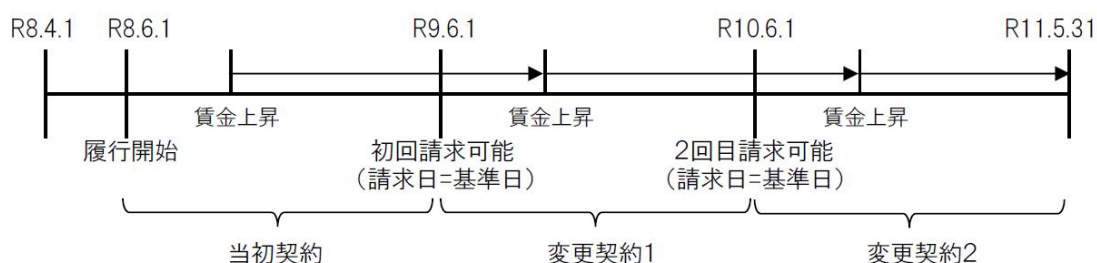 R8.4.1 R8.6.1 R9.6.1 R10.6.1 R11.5.31
賃金上昇 賃金上昇 賃金上昇
履行開始 初回請求可能 2回目請求可能
(請求日=基準日) (請求日=基準日)
当初契約 変更契約1 変更契約2